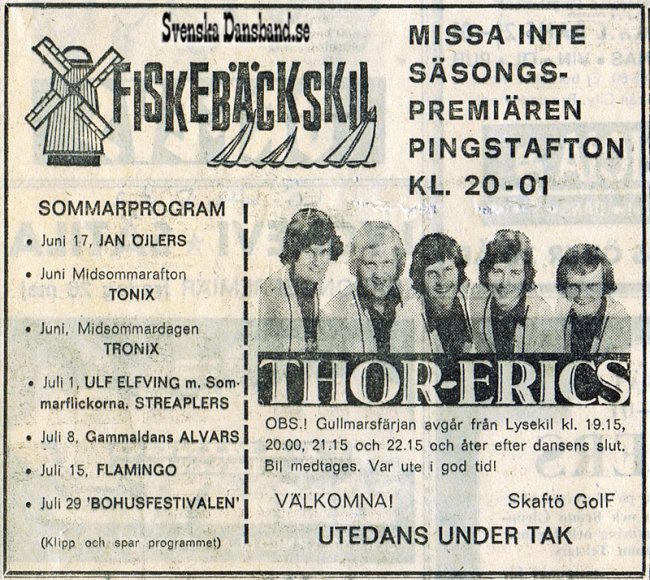 Svenska Dansband.se
FISKEBÄCKSKIL
MISSA INTE
SÄSONGS-
PREMIÄREN
PINGSTAFTON
KL. 20-01
SOMMARPROGRAM
• Juni 17, JAN ÖJLERS
• Juni Midsommarafton
TONIX
• Juni, Midsommardagen
TRONIX
• Juli 1, ULF ELFVING m. Som-
marflickorna. STREAPLERS
• Juli 8, Gammaldans ALVARS
• Juli 15, FLAMINGO
• Juli 29 'BOHUSFESTIVALEN'
(Klipp och spar programmet)
THOR-ERICS
OBS.! Gullmarsfärjan avgår från Lysekil kl. 19.15,
20.00, 21.15 och 22.15 och åter efter dansens slut.
Bil medtages. Var ute i god tid!
VÄLKOMNA! Skaftö GoIF
UTEDANS UNDER TAK